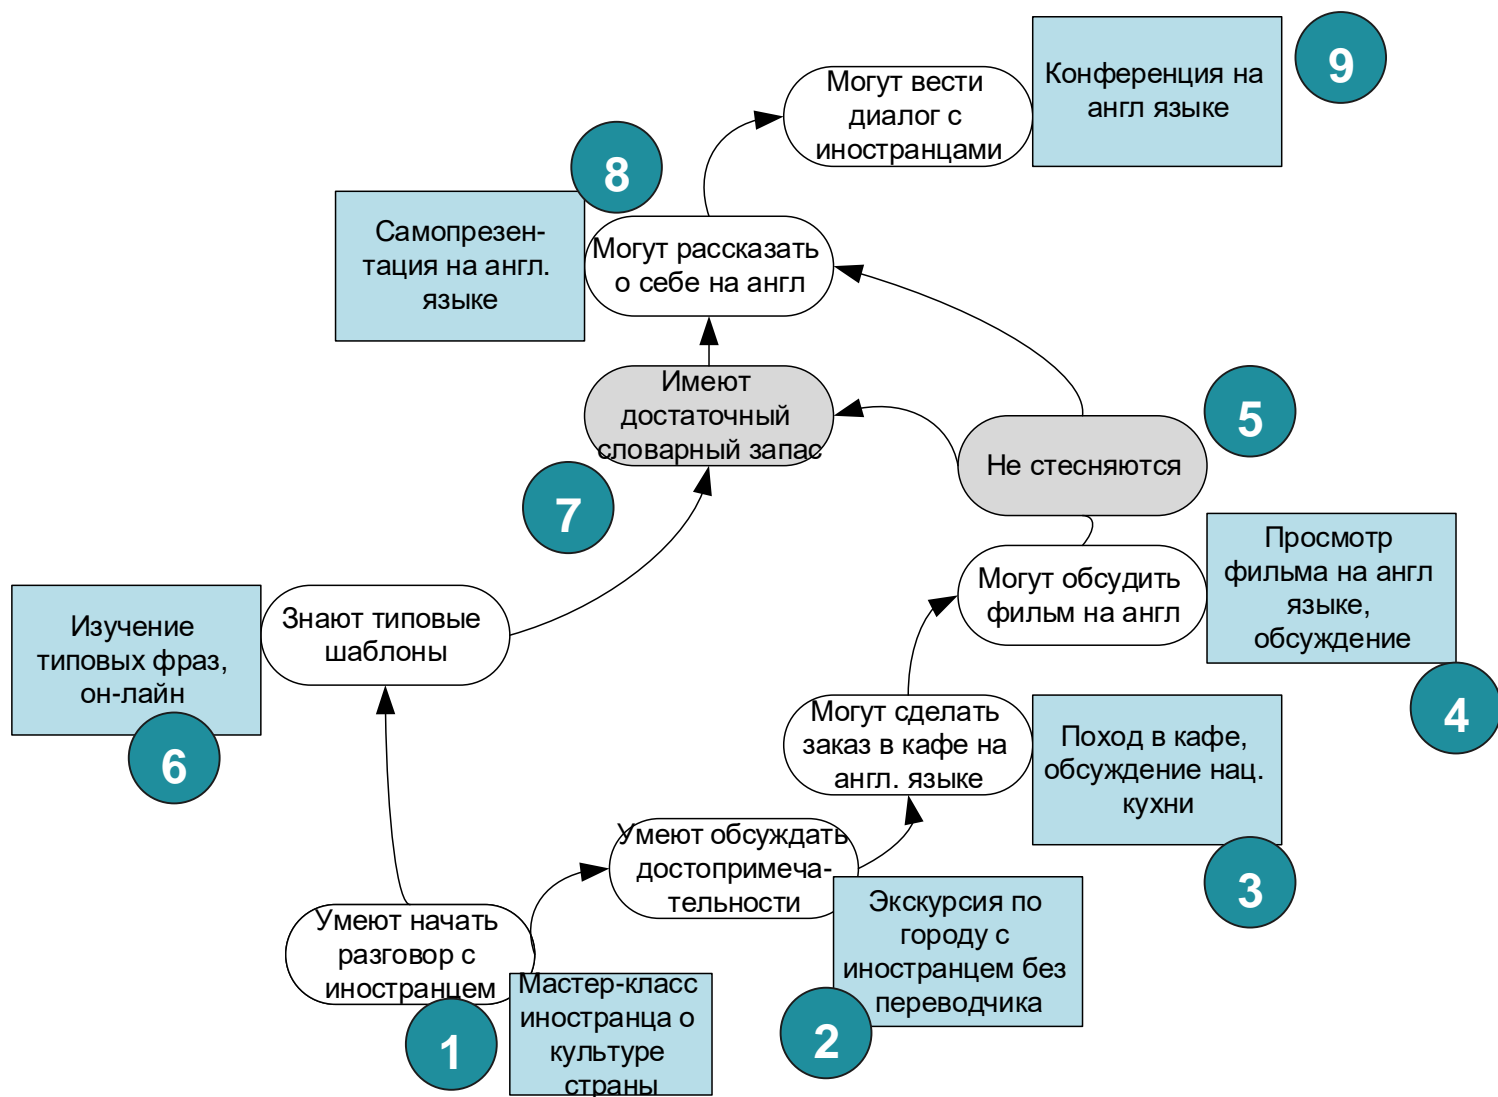 Конференция на
англ языке
9
Могут вести
диалог с
иностранцами
8
Самопрезен-
тация на англ.
языке
Могут рассказать
о себе на англ
Имеют
достаточный
словарный запас
7
5
Не стесняются
Просмотр
фильма на англ
языке,
обсуждение
4
Могут обсудить
фильм на англ
Изучение
типовых фраз,
он-лайн
6
Знают типовые
шаблоны
Могут сделать
заказ в кафе на
англ. языке
Поход в кафе,
обсуждение нац.
кухни
3
Умеют обсуждать
достопримеча-
тельности
Экскурсия по
городу с
иностранцем без
переводчика
2
Умеют начать
разговор с
иностранцем
1
Мастер-класс
иностранца о
культуре
страны